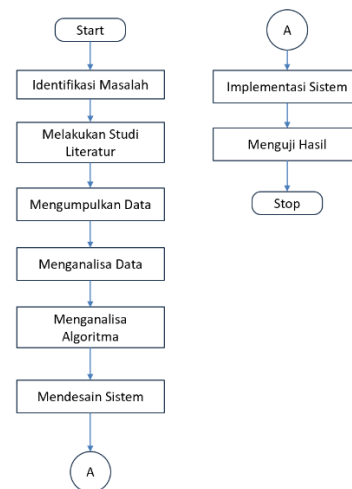 Start
Identifikasi Masalah
Melakukan Studi
Literatur
Mengumpulkan Data
Menganalisa Data
Menganalisa
Algoritma
Mendesain Sistem
A
A
Implementasi Sistem
Menguji Hasil
Stop